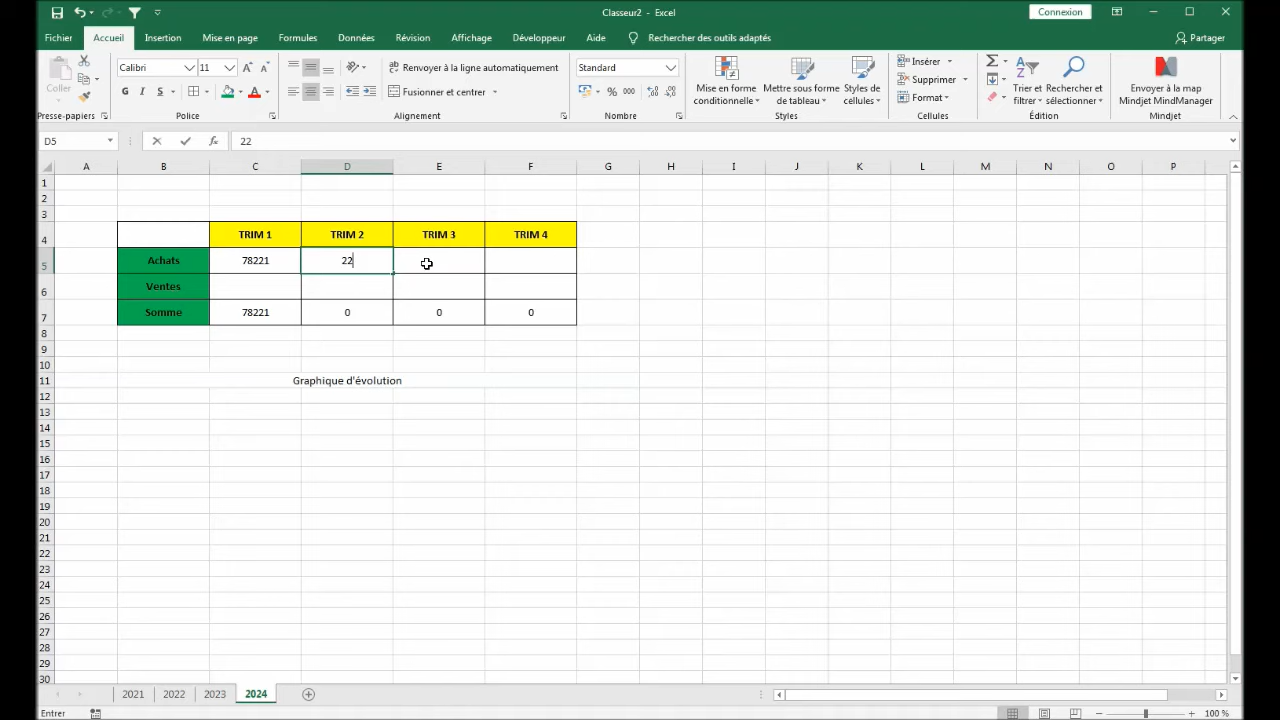 Classeur2 - Excel
Connexion
Fichier Accueil Insertion Mise en page Formules Données Révision Affichage Développeur Aide Rechercher des outils adaptés Partager
Coller
Calibri 11
G I S
Renvoyer à la ligne automatiquement
Fusionner et centrer
Standard
% 000
Mise en forme conditionnelle
Mettre sous forme de tableau
Styles de cellules
Insérer
Supprimer
Format
Trier et filtrer
Rechercher et sélectionner
Envoyer à la map Mindjet MindManager
Presse-papiers Police Alignement Nombre Styles Cellules Édition Mindjet
D5 fx 22
A B C D E F G H I J K L M N O P
1
2
3
4 TRIM 1 TRIM 2 TRIM 3 TRIM 4
5 Achats 78221 22
6 Ventes
7 Somme 78221 0 0 0
8
9
10
11 Graphique d'évolution
12
13
14
15
16
17
18
19
20
21
22
23
24
25
26
27
28
29
30
2021 2022 2023 2024
Entrer 100 %